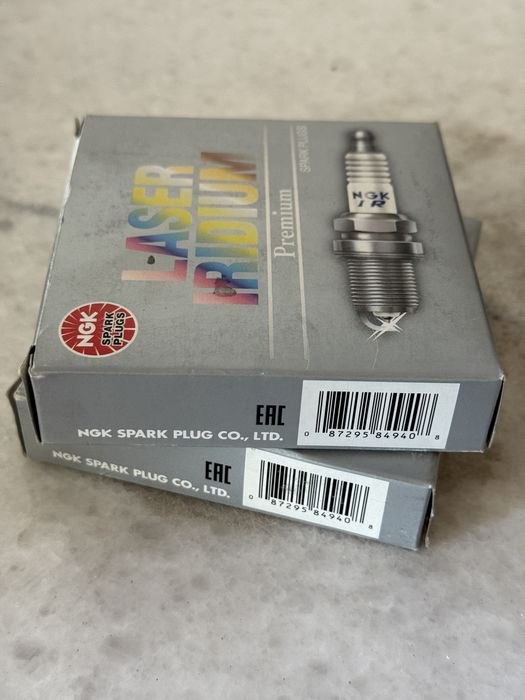 LASER
IRIDIUM
Premium
SPARK PLUGS
NGK
IR
NGK
SPARK
PLUGS
NGK SPARK PLUG CO., LTD.
EAC
0 87295 84940 8
NGK SPARK PLUG CO., LTD.
EAC
0 87295 84940 8